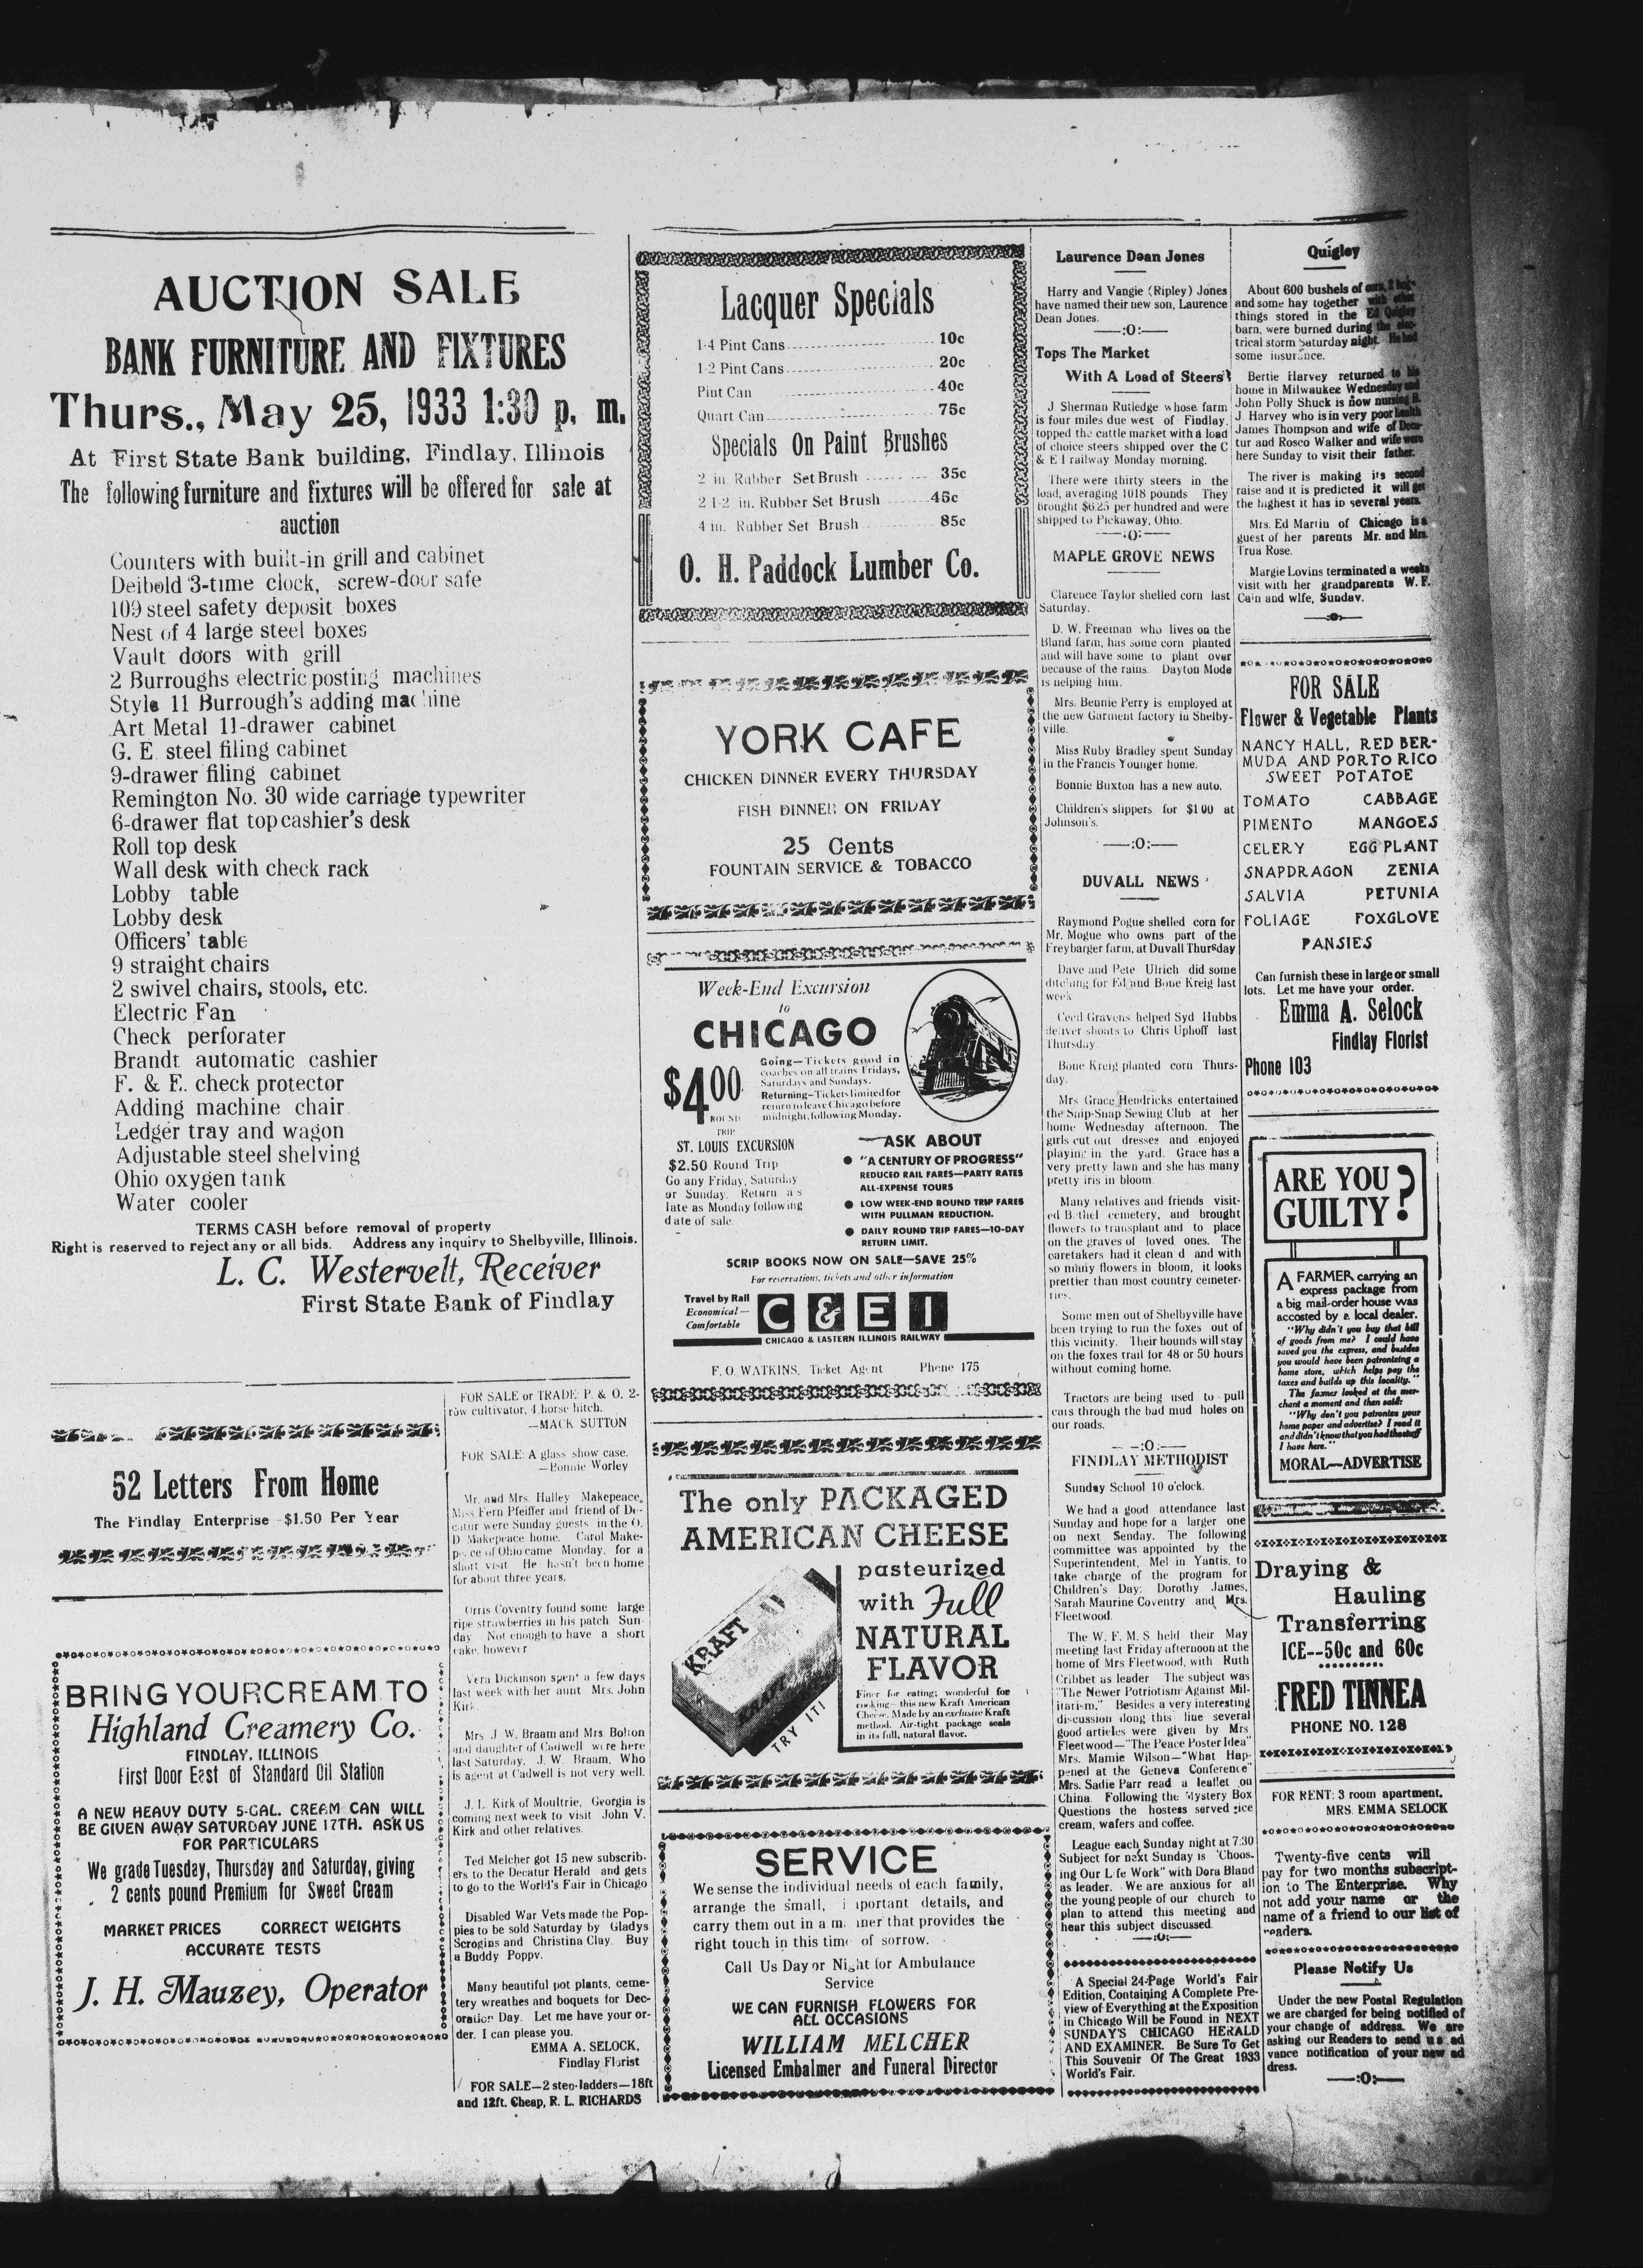 AUCTION SALE
BANK FURNITURE AND FIXTURES
Thurs., May 25, 1933 1:30 p. m.
At First State Bank building, Findlay, Illinois
The following furniture and fixtures will be offered for sale at
auction
Counters with built-in grill and cabinet
Deibold 3-time clock, screw-door safe
109 steel safety deposit boxes
Nest of 4 large steel boxes
Vault doors with grill
2 Burroughs electric posting machines
Style 11 Burrough's adding machine
Art Metal 11-drawer cabinet
G. E. steel filing cabinet
9-drawer filing cabinet
Remington No. 30 wide carriage typewriter
6-drawer flat top cashier's desk
Roll top desk
Wall desk with check rack
Lobby table
Lobby desk
Officers' table
9 straight chairs
2 swivel chairs, stools, etc.
Electric Fan
Check perforater
Brandt automatic cashier
F. & E. check protector
Adding machine chair
Ledger tray and wagon
Adjustable steel shelving
Ohio oxygen tank
Water cooler
TERMS CASH before removal of property
Right is reserved to reject any or all bids. Address any inquiry to Shelbyville, Illinois.
L. C. Westervelt, Receiver
First State Bank of Findlay
52 Letters From Home
The Findlay Enterprise -$1.50 Per Year
BRING YOUR CREAM TO
Highland Creamery Co.
FINDLAY, ILLINOIS
First Door East of Standard Oil Station
A NEW HEAVY DUTY 5-GAL. CREAM CAN WILL
BE GIVEN AWAY SATURDAY JUNE 17TH. ASK US
FOR PARTICULARS
We grade Tuesday, Thursday and Saturday, giving
2 cents pound Premium for Sweet Cream
MARKET PRICES CORRECT WEIGHTS
ACCURATE TESTS
J. H. Mauzey, Operator
FOR SALE or TRADE P. & O. 2-
row cultivator, 4 horse hitch.
—MACK SUTTON
FOR SALE: A glass show case.
—Bonnie Worley
Mr. and Mrs. Halley Makepeace,
Miss Fern Pfeiffer and friend of De-
catur were Sunday guests in the O.
D Makepeace home. Carol Make-
peace of Ohio came Monday, for a
short visit. He hasn't been home
for about three years.
Orris Coventry found some large
ripe strawberries in his patch Sun-
day Not enough to have a short
cake, however
Vera Dickinson spent a few days
last week with her aunt Mrs. John
Kirk.
Mrs. J. W. Braam and Mrs. Bolton
and daughter of Cadwell were here
last Saturday. J. W. Braam, Who
is agent at Cadwell is not very well.
J. L. Kirk of Moultrie, Georgia is
coming next week to visit John V.
Kirk and other relatives.
Ted Melcher got 15 new subscrib-
ers to the Decatur Herald and gets
to go to the World's Fair in Chicago
Disabled War Vets made the Pop-
pies to be sold Saturday by Gladys
Scrogins and Christina Clay. Buy
a Buddy Poppy.
Many beautiful pot plants, ceme-
tery wreathes and boquets for Dec-
oration Day. Let me have your or-
der. I can please you.
EMMA A. SELOCK,
Findlay Florist
FOR SALE—2 step-ladders—18ft
and 12ft. Cheap, R. L. RICHARDS
Lacquer Specials
1-4 Pint Cans 10c
1-2 Pint Cans 20c
Pint Can 40c
Quart Can 75c
Specials On Paint Brushes
2 in Rubber Set Brush 35c
2 1-2 in. Rubber Set Brush 45c
4 in. Rubber Set Brush 85c
O. H. Paddock Lumber Co.
YORK CAFE
CHICKEN DINNER EVERY THURSDAY
FISH DINNER ON FRIDAY
25 Cents
FOUNTAIN SERVICE & TOBACCO
Week-End Excursion
to
CHICAGO
$4.00
ROUND
TRIP
Going—Tickets good in
coaches on all trains Fridays,
Saturdays and Sundays.
Returning—Tickets limited for
return to leave Chicago before
midnight, following Monday.
ST. LOUIS EXCURSION
$2.50 Round Trip
Go any Friday, Saturday
or Sunday. Return as
late as Monday following
date of sale
ASK ABOUT
● "A CENTURY OF PROGRESS"
REDUCED RAIL FARES—PARTY RATES
ALL-EXPENSE TOURS
● LOW WEEK-END ROUND TRIP FARES
WITH PULLMAN REDUCTION.
● DAILY ROUND TRIP FARES—10-DAY
RETURN LIMIT.
SCRIP BOOKS NOW ON SALE—SAVE 25%
For reservations, tickets and other information
Travel by Rail
Economical—
Comfortable
C & E I
CHICAGO & EASTERN ILLINOIS RAILWAY
F. O. WATKINS, Ticket Agent Phone 175
The only PACKAGED
AMERICAN CHEESE
pasteurized
with Full
NATURAL
FLAVOR
KRAFT
KRAFT
TRY IT!
Finer for eating; wonderful for
cooking—this new Kraft American
Cheese. Made by an exclusive Kraft
method. Air-tight package seals
in its full, natural flavor.
SERVICE
We sense the individual needs of each family,
arrange the small, i portant details, and
carry them out in a m nner that provides the
right touch in this time of sorrow.
Call Us Day or Night for Ambulance
Service
WE CAN FURNISH FLOWERS FOR
ALL OCCASIONS
WILLIAM MELCHER
Licensed Embalmer and Funeral Director
Laurence Dean Jones
Harry and Vangie (Ripley) Jones
have named their new son, Laurence
Dean Jones.
—:O:—
Tops The Market
With A Load of Steers
J Sherman Rutledge whose farm
is four miles due west of Findlay,
topped the cattle market with a load
of choice steers shipped over the C
& E I railway Monday morning.
There were thirty steers in the
load, averaging 1018 pounds They
brought $6.25 per hundred and were
shipped to Pickaway, Ohio.
—:O:—
MAPLE GROVE NEWS
Clarence Taylor shelled corn last
Saturday.
D. W. Freeman who lives on the
Bland farm, has some corn planted
and will have some to plant over
because of the rains. Dayton Mode
is helping him.
Mrs. Bennie Perry is employed at
the new Garment factory in Shelby-
ville.
Miss Ruby Bradley spent Sunday
in the Francis Younger home.
Bonnie Buxton has a new auto.
Children's slippers for $1 00 at
Johnson's.
—:O:—
DUVALL NEWS
Raymond Pogue shelled corn for
Mr. Mogue who owns part of the
Freybarger farm, at Duvall Thursday
Dave and Pete Ulrich did some
ditching for Ed and Bone Kreig last
week
Cecil Gravens helped Syd Hubbs
deliver shoats to Chris Uphoff last
Thursday
Bone Kreig planted corn Thurs-
day.
Mrs Grace Hendricks entertained
the Snip-Snap Sewing Club at her
home Wednesday afternoon. The
girls cut out dresses and enjoyed
playing in the yard. Grace has a
very pretty lawn and she has many
pretty iris in bloom.
Many relatives and friends visit-
ed Bethel cemetery, and brought
flowers to transplant and to place
on the graves of loved ones. The
caretakers had it clean d and with
so many flowers in bloom, it looks
prettier than most country cemeter-
ies.
Some men out of Shelbyville have
been trying to run the foxes out of
this vicinity. Their hounds will stay
on the foxes trail for 48 or 50 hours
without coming home.
Tractors are being used to pull
cars through the bad mud holes on
our roads.
—:O:—
FINDLAY METHODIST
Sunday School 10 o'clock.
We had a good attendance last
Sunday and hope for a larger one
on next Senday. The following
committee was appointed by the
Superintendent, Mel in Yantis, to
take charge of the program for
Children's Day: Dorothy James,
Sarah Maurine Coventry and Mrs.
Fleetwood.
The W. F. M. S held their May
meeting last Friday afternoon at the
home of Mrs Fleetwood, with Ruth
Cribbet as leader The subject was
"The Newer Potriotism Against Mil-
itarism." Besides a very interesting
discussion along this line several
good articles were given by Mrs
Fleetwood—"The Peace Poster Idea"
Mrs. Mamie Wilson—"What Hap-
pened at the Geneva Conference"
Mrs. Sadie Parr read a leaflet on
China. Following the Mystery Box
Questions the hostess served ice
cream, wafers and coffee.
League each Sunday night at 7:30
Subject for next Sunday is "Choos-
ing Our Life Work" with Dora Bland
as leader. We are anxious for all
the young people of our church to
plan to attend this meeting and
hear this subject discussed.
—:O:—
A Special 24-Page World's Fair
Edition, Containing A Complete Pre-
view of Everything at the Exposition
in Chicago Will be Found in NEXT
SUNDAY'S CHICAGO HERALD
AND EXAMINER. Be Sure To Get
This Souvenir Of The Great 1933
World's Fair.
Quigley
About 600 bushels of corn, 2
and some hay together with other
things stored in the Ed Quigley
barn, were burned during the elec-
trical storm Saturday night. He had
some insurance.
Bertie Harvey returned to his
home in Milwaukee Wednesday and
John Polly Shuck is now nursing B.
J. Harvey who is in very poor health
James Thompson and wife of Deca-
tur and Rosco Walker and wife were
here Sunday to visit their father.
The river is making its second
raise and it is predicted it will get
the highest it has in several years.
Mrs. Ed Martin of Chicago is a
guest of her parents Mr. and Mrs.
Trua Rose.
Margie Lovins terminated a weeks
visit with her grandparents W. F.
Cain and wife, Sunday.
—:O:—
FOR SALE
Flower & Vegetable Plants
NANCY HALL, RED BER-
MUDA AND PORTO RICO
SWEET POTATOE
TOMATO CABBAGE
PIMENTO MANGOES
CELERY EGG PLANT
SNAPDRAGON ZENIA
SALVIA PETUNIA
FOLIAGE FOXGLOVE
PANSIES
Can furnish these in large or small
lots. Let me have your order.
Emma A. Selock
Findlay Florist
Phone 103
ARE YOU
GUILTY?
A FARMER carrying an
express package from
a big mail-order house was
accosted by a local dealer.
"Why didn't you buy that bill
of goods from me? I could have
saved you the express, and besides
you would have been patronizing a
home store, which helps pay the
taxes and builds up this locality."
The farmer looked at the mer-
chant a moment and then said:
"Why don't you patronize your
home paper and advertise? I read it
and didn't know that you had the stuff
I have here."
MORAL—ADVERTISE
Draying &
Hauling
Transferring
ICE--50c and 60c
FRED TINNEA
PHONE NO. 128
FOR RENT: 3 room apartment.
MRS. EMMA SELOCK
Twenty-five cents will
pay for two months subscript-
ion to The Enterprise. Why
not add your name or the
name of a friend to our list of
readers.
Please Notify Us
Under the new Postal Regulation
we are charged for being notified of
your change of address. We are
asking our Readers to send us ad
vance notification of your new ad
dress.
—:O:—